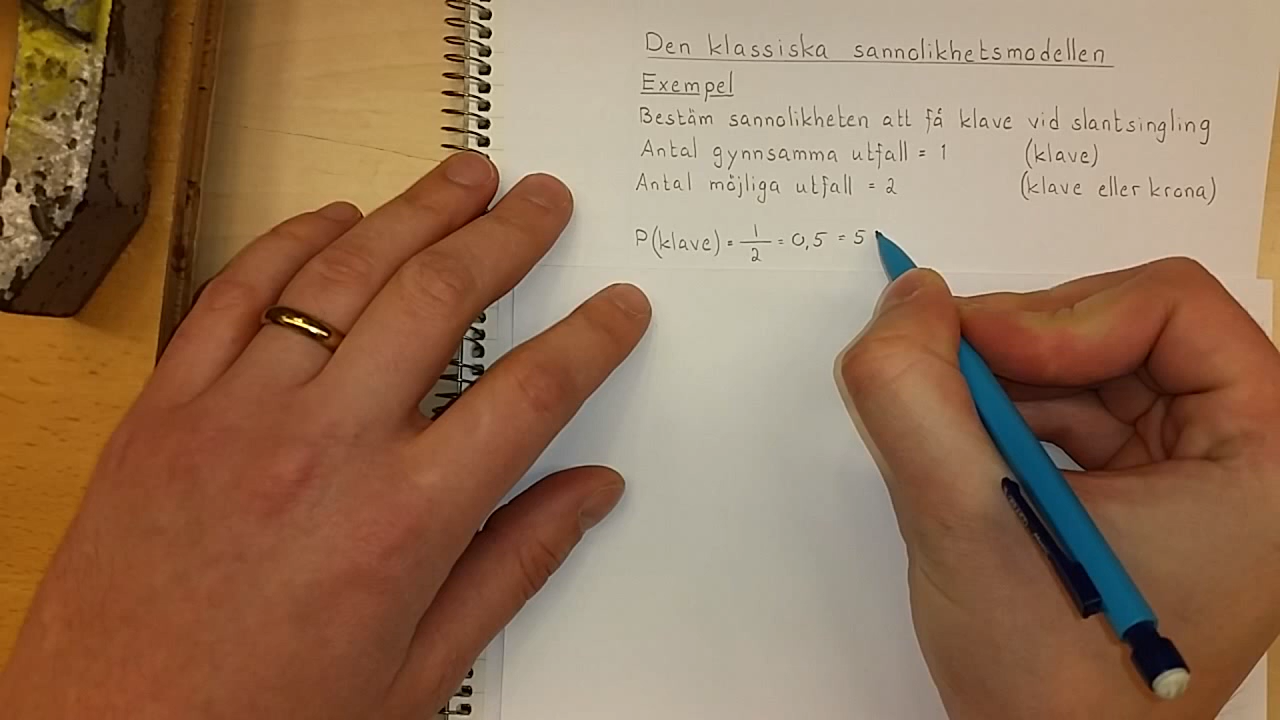 Den klassiska sannolikhetsmodellen
Exempel
Bestäm sannolikheten att få klave vid slantsingling
Antal gynnsamma utfall = 1 (klave)
Antal möjliga utfall = 2 (klave eller krona)
P(klave) = 1/2 = 0,5 = 5